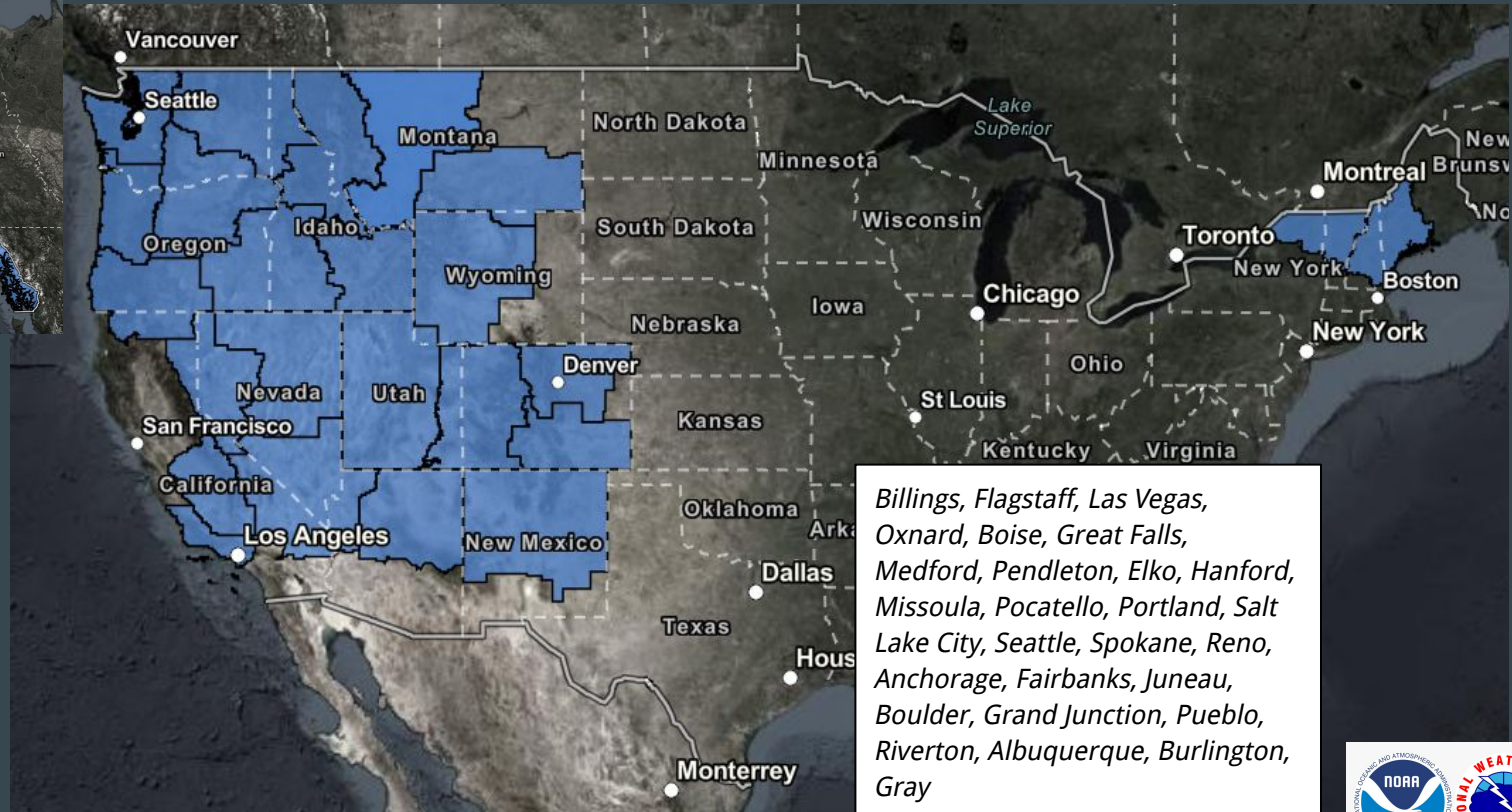 Vancouver
Seattle
Montana
North Dakota
Minnesota
Lake
Superior
Montreal
New
Oregon
Idaho
South Dakota
Wisconsin
Toronto
New York
Boston
Wyoming
Iowa
Chicago
Nebraska
New York
Denver
Ohio
Nevada
Utah
St Louis
San Francisco
Kansas
Kentucky
Virginia
California
Oklahoma
Los Angeles
New Mexico
Dallas
Texas
Monterrey
Billings, Flagstaff, Las Vegas,
Oxnard, Boise, Great Falls,
Medford, Pendleton, Elko, Hanford,
Missoula, Pocatello, Portland, Salt
Lake City, Seattle, Spokane, Reno,
Anchorage, Fairbanks, Juneau,
Boulder, Grand Junction, Pueblo,
Riverton, Albuquerque, Burlington,
Gray
NOAA